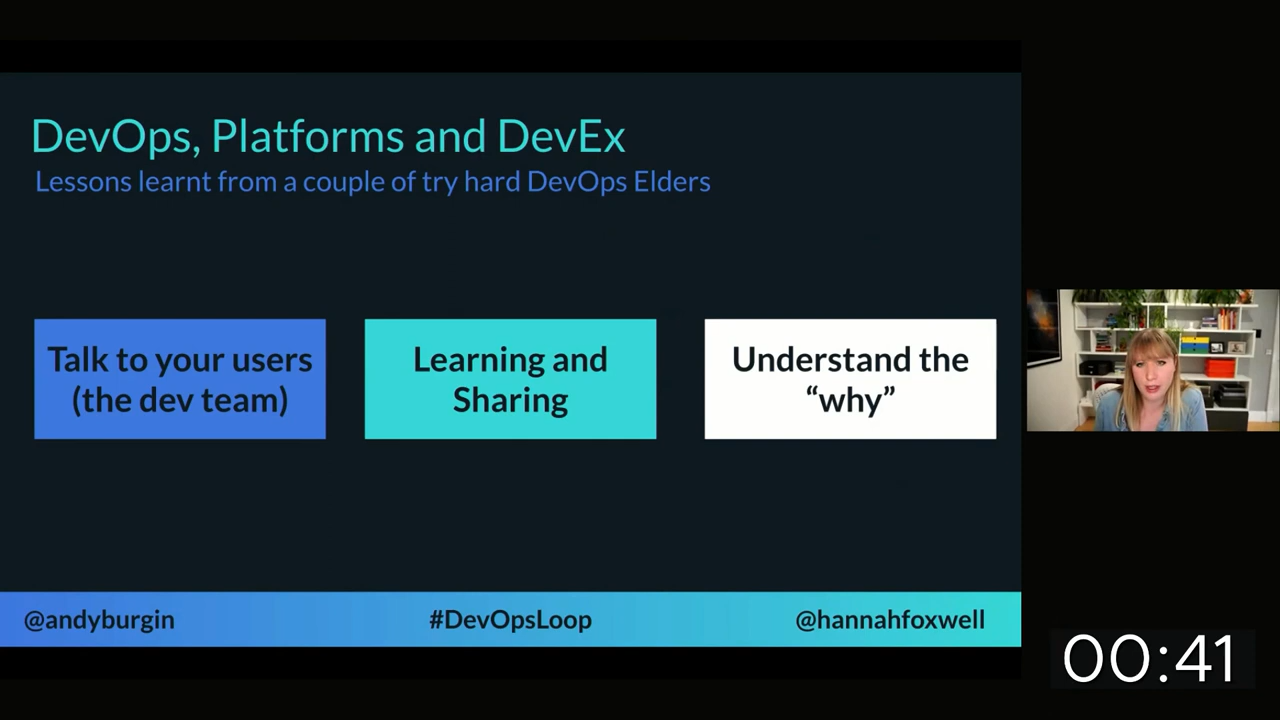 DevOps, Platforms and DevEx
Lessons learnt from a couple of try hard DevOps Elders
Talk to your users
(the dev team)
Learning and
Sharing
Understand the
“why”
@andyburgin
#DevOpsLoop
@hannahfoxwell
00:41